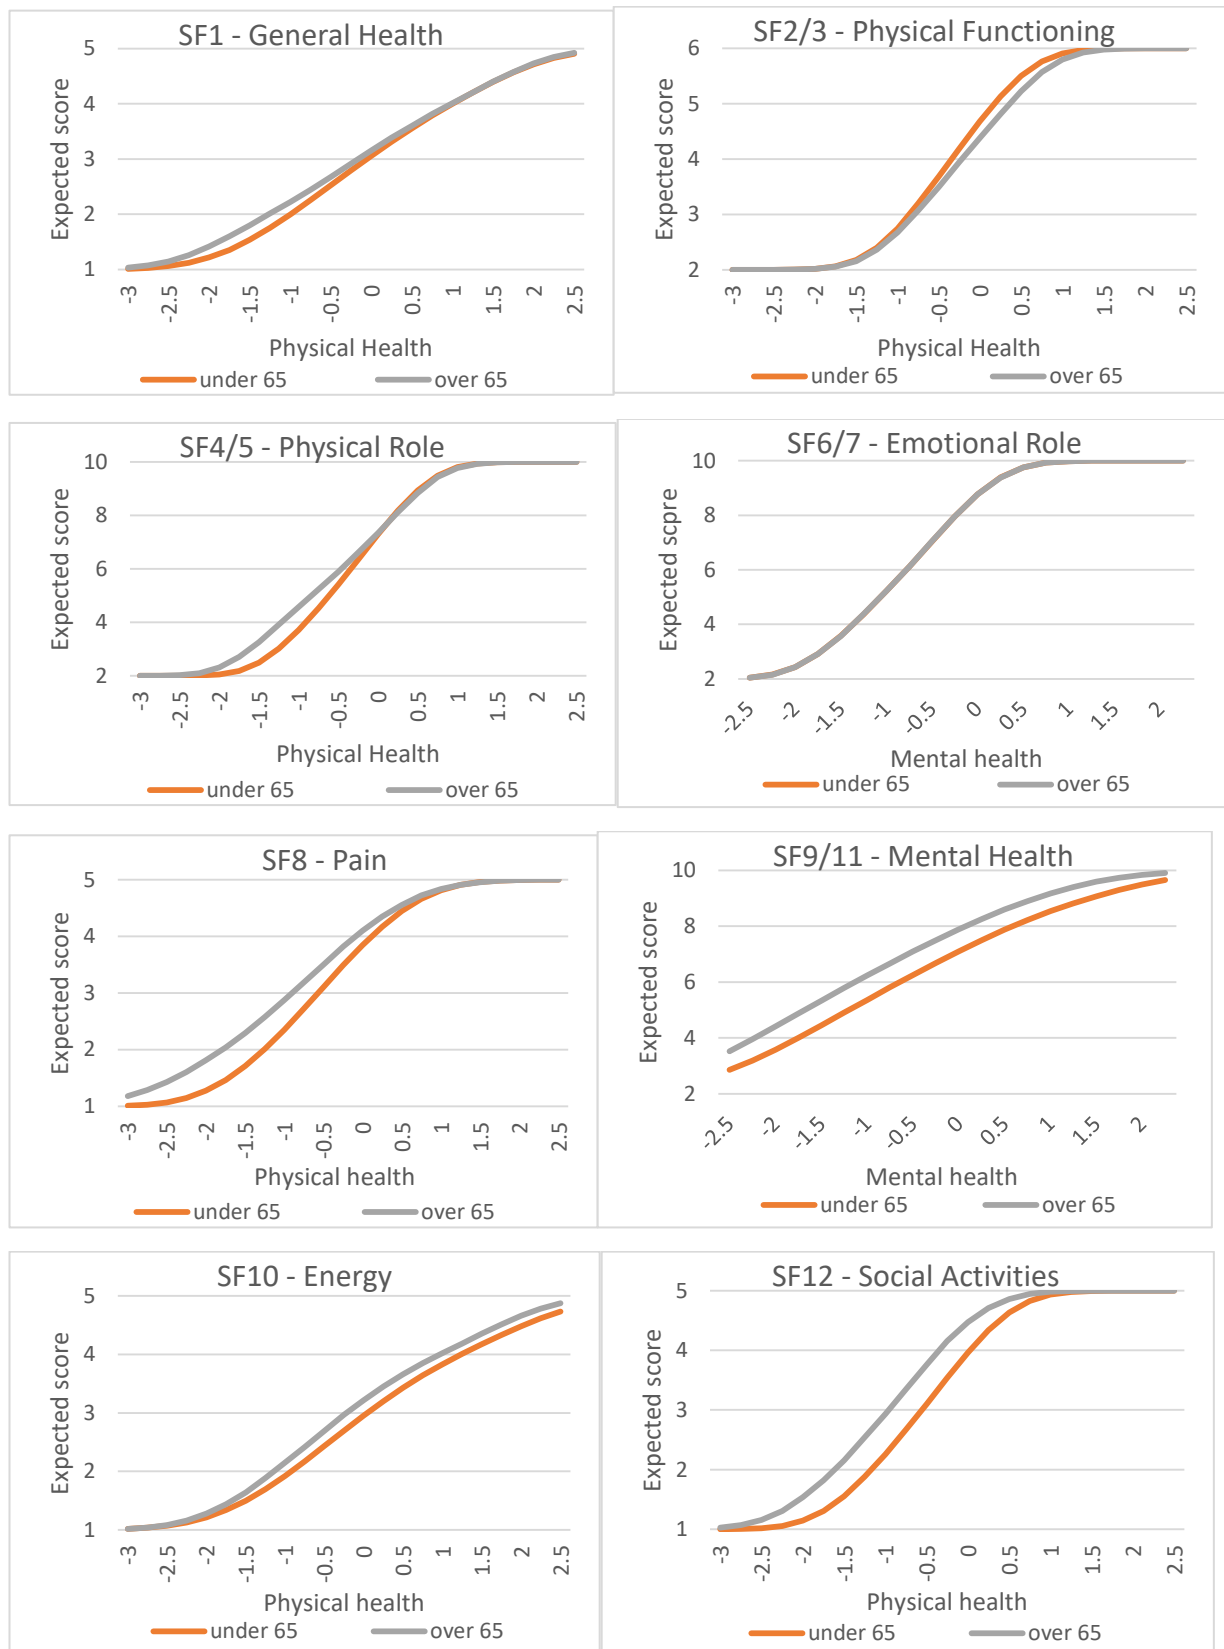 SF1 - General Health
Expected score
5
4
3
2
1
-3 -2.5 -2 -1.5 -1 -0.5 0 0.5 1 1.5 2 2.5
Physical Health
under 65 over 65
SF2/3 - Physical Functioning
Expected score
6
5
4
3
2
-3 -2.5 -2 -1.5 -1 -0.5 0 0.5 1 1.5 2 2.5
Physical Health
under 65 over 65
SF4/5 - Physical Role
Expected score
10
8
6
4
2
-3 -2.5 -2 -1.5 -1 -0.5 0 0.5 1 1.5 2 2.5
Physical Health
under 65 over 65
SF6/7 - Emotional Role
Expected scpre
10
8
6
4
2
-2.5 -2 -1.5 -1 -0.5 0 0.5 1 1.5 2
Mental health
under 65 over 65
SF8 - Pain
Expected score
5
4
3
2
1
-3 -2.5 -2 -1.5 -1 -0.5 0 0.5 1 1.5 2 2.5
Physical health
under 65 over 65
SF9/11 - Mental Health
Expected score
10
8
6
4
2
-2.5 -2 -1.5 -1 -0.5 0 0.5 1 1.5 2
Mental health
under 65 over 65
SF10 - Energy
Expected score
5
4
3
2
1
-3 -2.5 -2 -1.5 -1 -0.5 0 0.5 1 1.5 2 2.5
Physical health
under 65 over 65
SF12 - Social Activities
Expected score
5
4
3
2
1
-3 -2.5 -2 -1.5 -1 -0.5 0 0.5 1 1.5 2 2.5
Physical health
under 65 over 65